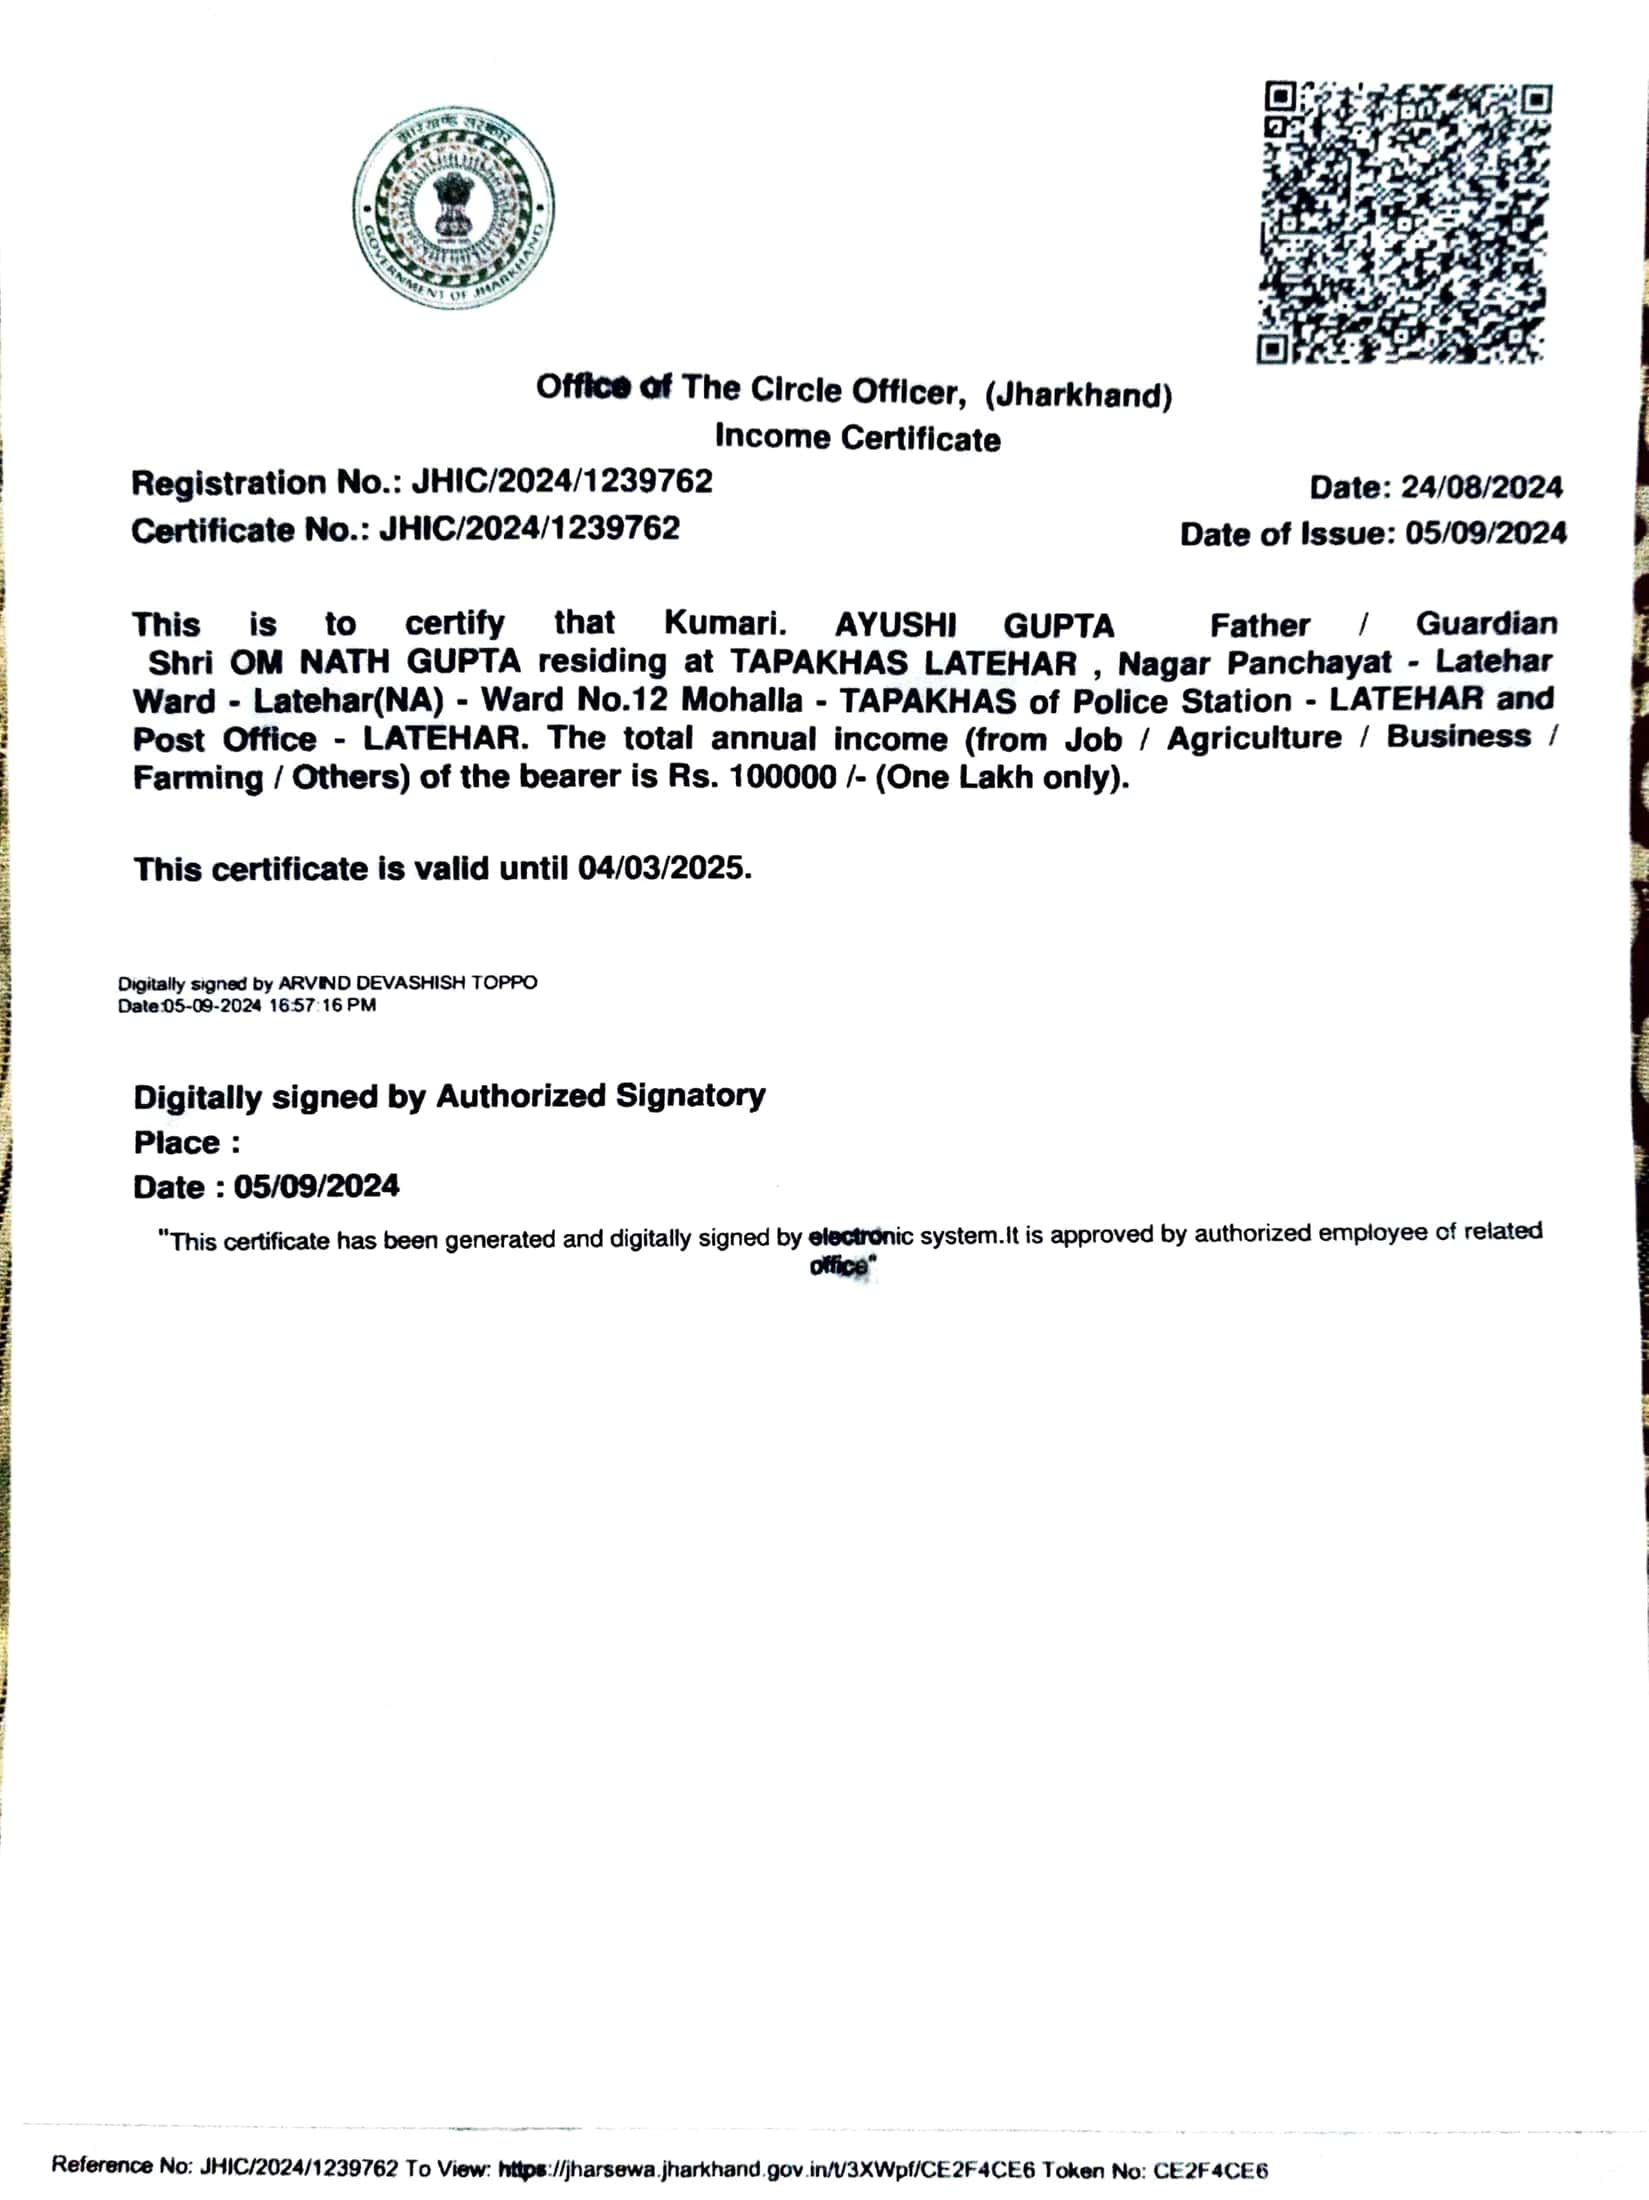 झारखण्ड सरकार
GOVERNMENT OF JHARKHAND
Office of The Circle Officer, (Jharkhand)
Income Certificate
Registration No.: JHIC/2024/1239762
Date: 24/08/2024
Certificate No.: JHIC/2024/1239762
Date of Issue: 05/09/2024
This is to certify that Kumari. AYUSHI GUPTA Father / Guardian
Shri OM NATH GUPTA residing at TAPAKHAS LATEHAR , Nagar Panchayat - Latehar
Ward - Latehar(NA) - Ward No.12 Mohalla - TAPAKHAS of Police Station - LATEHAR and
Post Office - LATEHAR. The total annual income (from Job / Agriculture / Business /
Farming / Others) of the bearer is Rs. 100000 /- (One Lakh only).
This certificate is valid until 04/03/2025.
Digitally signed by ARVIND DEVASHISH TOPPO
Date:05-09-2024 16:57:16 PM
Digitally signed by Authorized Signatory
Place :
Date : 05/09/2024
"This certificate has been generated and digitally signed by electronic system.It is approved by authorized employee of related
office"
Reference No: JHIC/2024/1239762 To View: https://jharsewa.jharkhand.gov.in/t/3XWpf/CE2F4CE6 Token No: CE2F4CE6